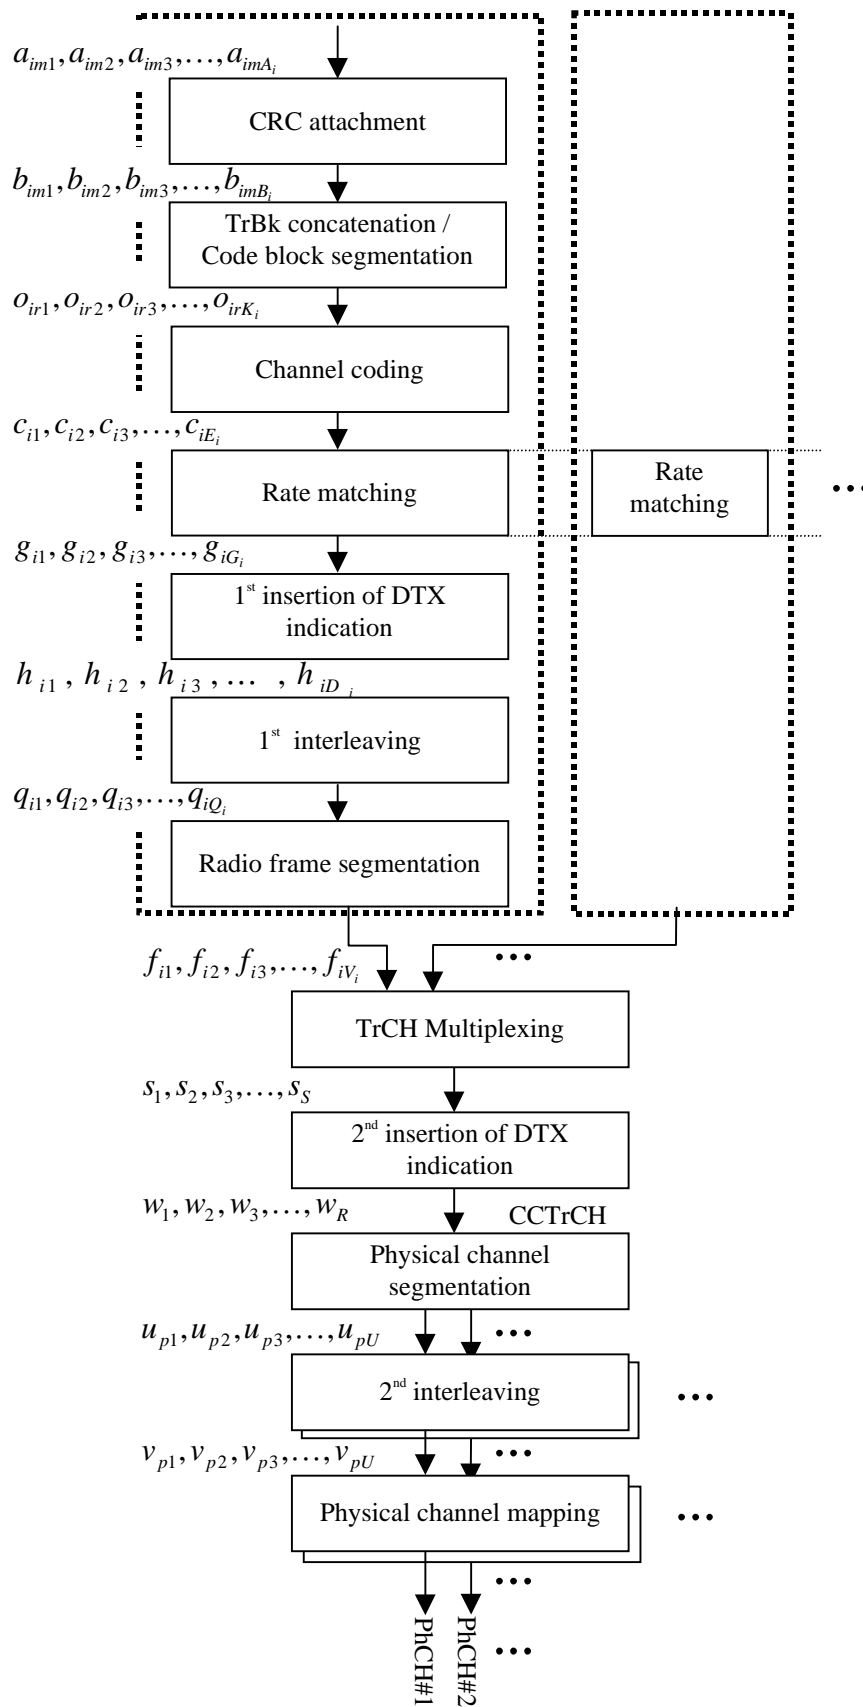 a_{im1}, a_{im2}, a_{im3}, ..., a_{imA_i}
CRC attachment
b_{im1}, b_{im2}, b_{im3}, ..., b_{imB_i}
TrBk concatenation /
Code block segmentation
o_{ir1}, o_{ir2}, o_{ir3}, ..., o_{irK_i}
Channel coding
c_{i1}, c_{i2}, c_{i3}, ..., c_{iE_i}
Rate matching
Rate
matching
...
g_{i1}, g_{i2}, g_{i3}, ..., g_{iG_i}
1st insertion of DTX
indication
h_{i1}, h_{i2}, h_{i3}, ..., h_{iD_i}
1st interleaving
q_{i1}, q_{i2}, q_{i3}, ..., q_{iQ_i}
Radio frame segmentation
f_{i1}, f_{i2}, f_{i3}, ..., f_{iV_i}
...
TrCH Multiplexing
s_1, s_2, s_3, ..., s_S
2nd insertion of DTX
indication
w_1, w_2, w_3, ..., w_R
CCTrCH
Physical channel
segmentation
u_{p1}, u_{p2}, u_{p3}, ..., u_{pU}
...
2nd interleaving
...
v_{p1}, v_{p2}, v_{p3}, ..., v_{pU}
...
Physical channel mapping
...
...
PhCH#1
PhCH#2
...